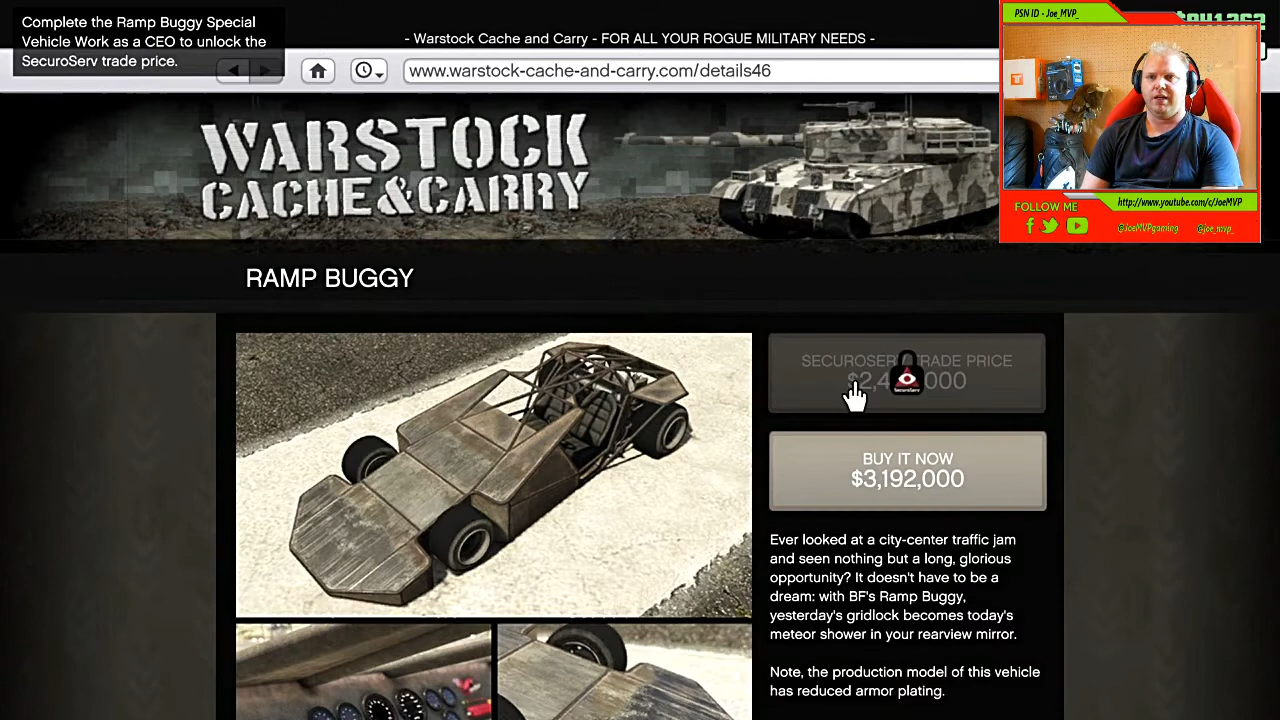 Complete the Ramp Buggy Special
Vehicle Work as a CEO to unlock the
SecuroServ trade price.
- Warstock Cache and Carry - FOR ALL YOUR ROGUE MILITARY NEEDS -
www.warstock-cache-and-carry.com/details46
WARSTOCK
CACHE & CARRY
PSN ID - Joe_MVP_
FOLLOW ME
http://www.youtube.com/c/JoeMVP
@JoeMVPgaming
@joe_mvp_
RAMP BUGGY
TRADE PRICE
BUY IT NOW
$3,192,000
Ever looked at a city-center traffic jam
and seen nothing but a long, glorious
opportunity? It doesn't have to be a
dream: with BF's Ramp Buggy,
yesterday's gridlock becomes today's
meteor shower in your rearview mirror.
Note, the production model of this vehicle
has reduced armor plating.